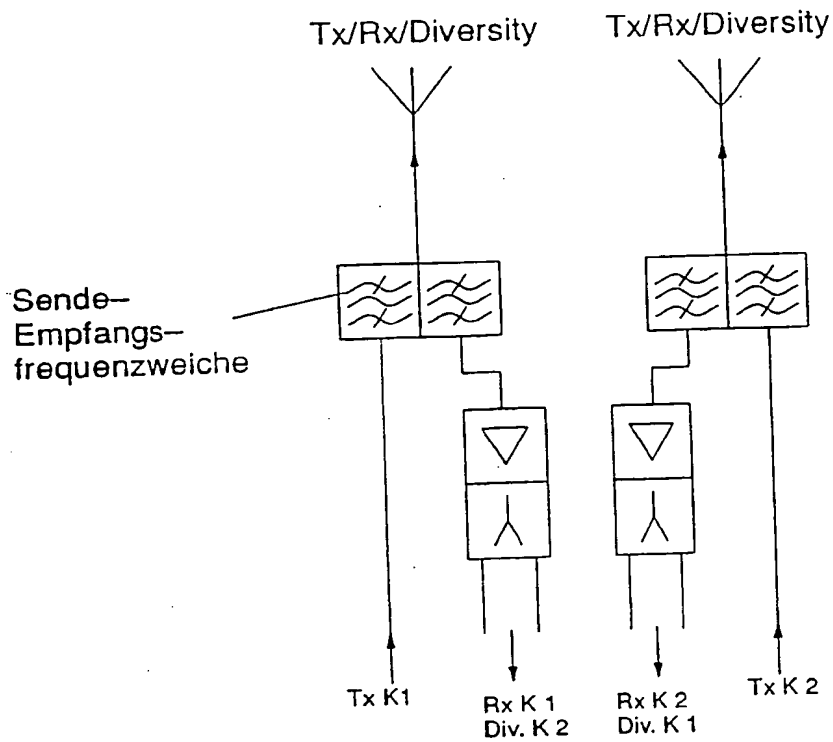 Tx/Rx/Diversity
Tx/Rx/Diversity
Sende–
Empfangs–
frequenzweiche
Tx K1
Rx K 1
Div. K 2
Rx K 2
Div. K 1
Tx K 2